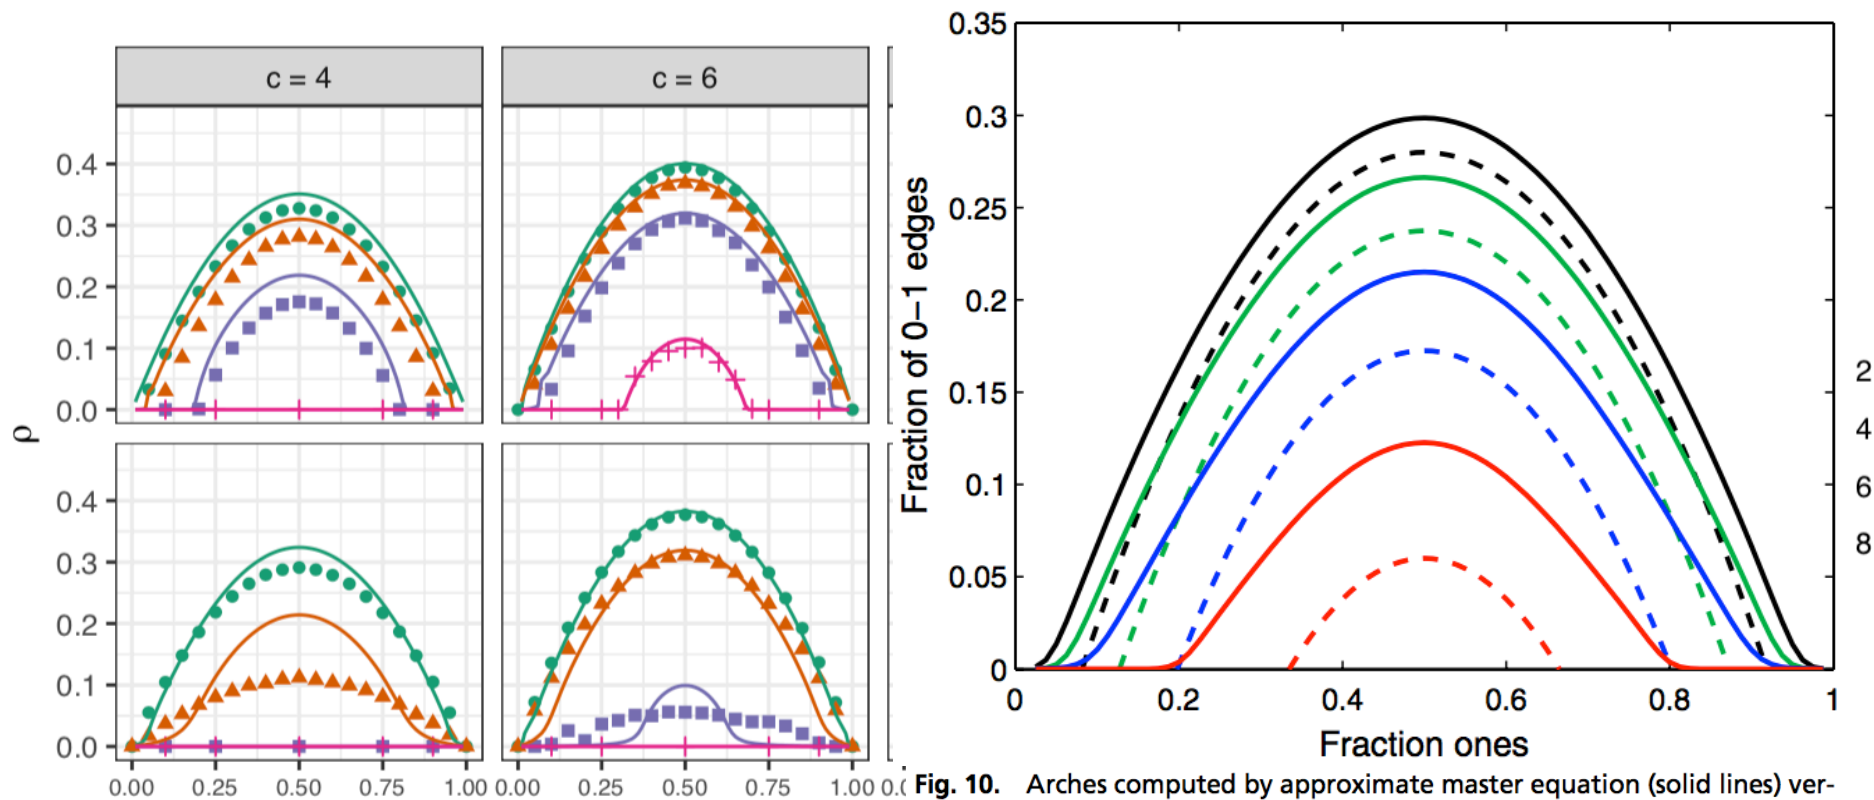 c = 4
c = 6
0.4
0.3
0.2
0.1
0.0
ρ
0.4
0.3
0.2
0.1
0.0
0.00 0.25 0.50 0.75 1.00
0.00 0.25 0.50 0.75 1.00 0.0
0.35
0.3
0.25
0.2
0.15
0.1
0.05
0
Fraction of 0–1 edges
0 0.2 0.4 0.6 0.8 1
Fraction ones
2
4
6
8
Fig. 10. Arches computed by approximate master equation (solid lines) ver-